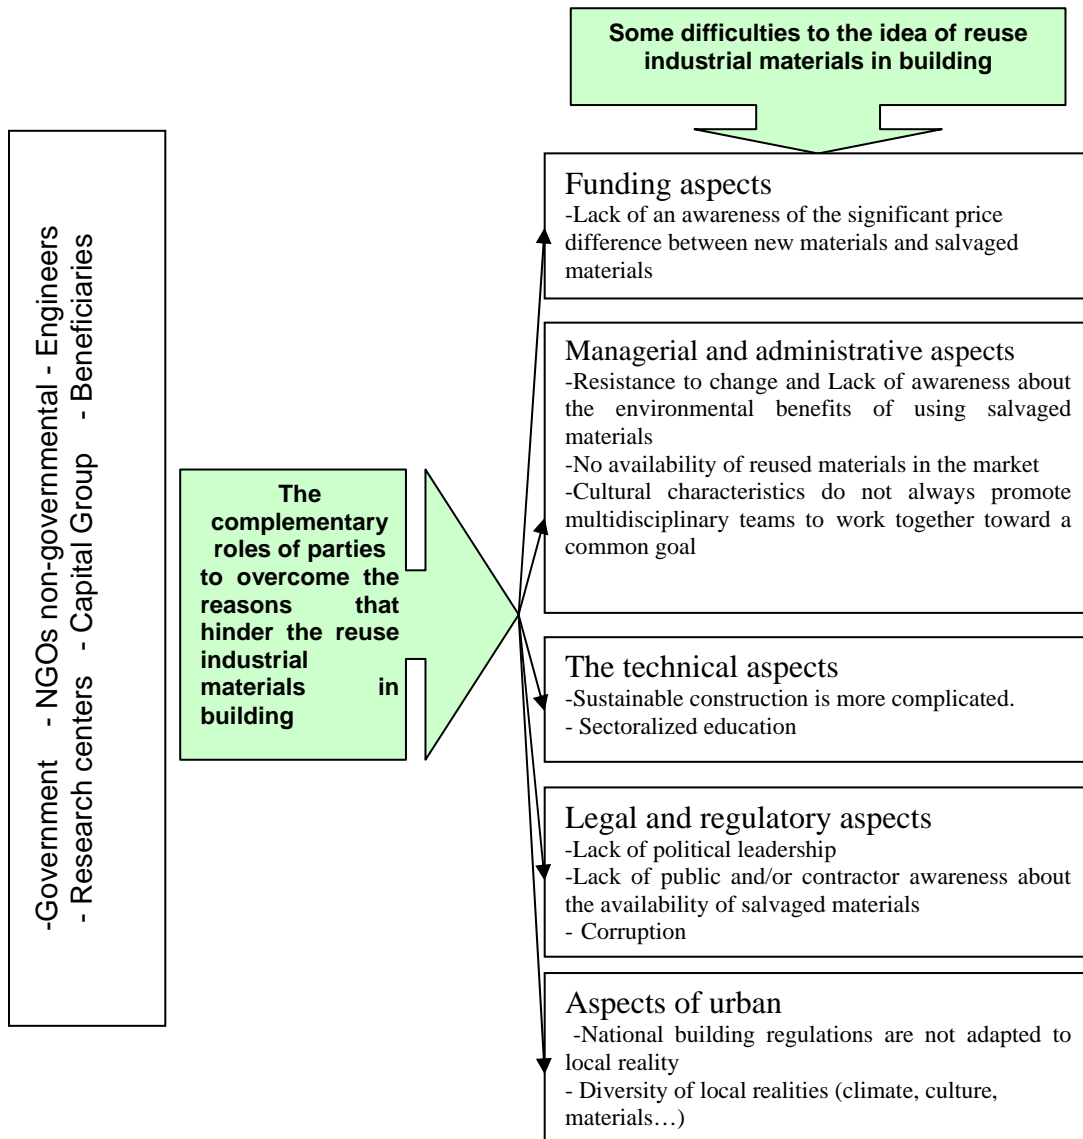 Some difficulties to the idea of reuse
industrial materials in building
-Government - NGOs non-governmental - Engineers
- Research centers - Capital Group - Beneficiaries
The
complementary
roles of parties
to overcome the
reasons that
hinder the reuse
industrial
materials in
building
Funding aspects
-Lack of an awareness of the significant price
difference between new materials and salvaged
materials
Managerial and administrative aspects
-Resistance to change and Lack of awareness about
the environmental benefits of using salvaged
materials
-No availability of reused materials in the market
-Cultural characteristics do not always promote
multidisciplinary teams to work together toward a
common goal
The technical aspects
-Sustainable construction is more complicated.
- Sectoralized education
Legal and regulatory aspects
-Lack of political leadership
-Lack of public and/or contractor awareness about
the availability of salvaged materials
- Corruption
Aspects of urban
-National building regulations are not adapted to
local reality
- Diversity of local realities (climate, culture,
materials…)